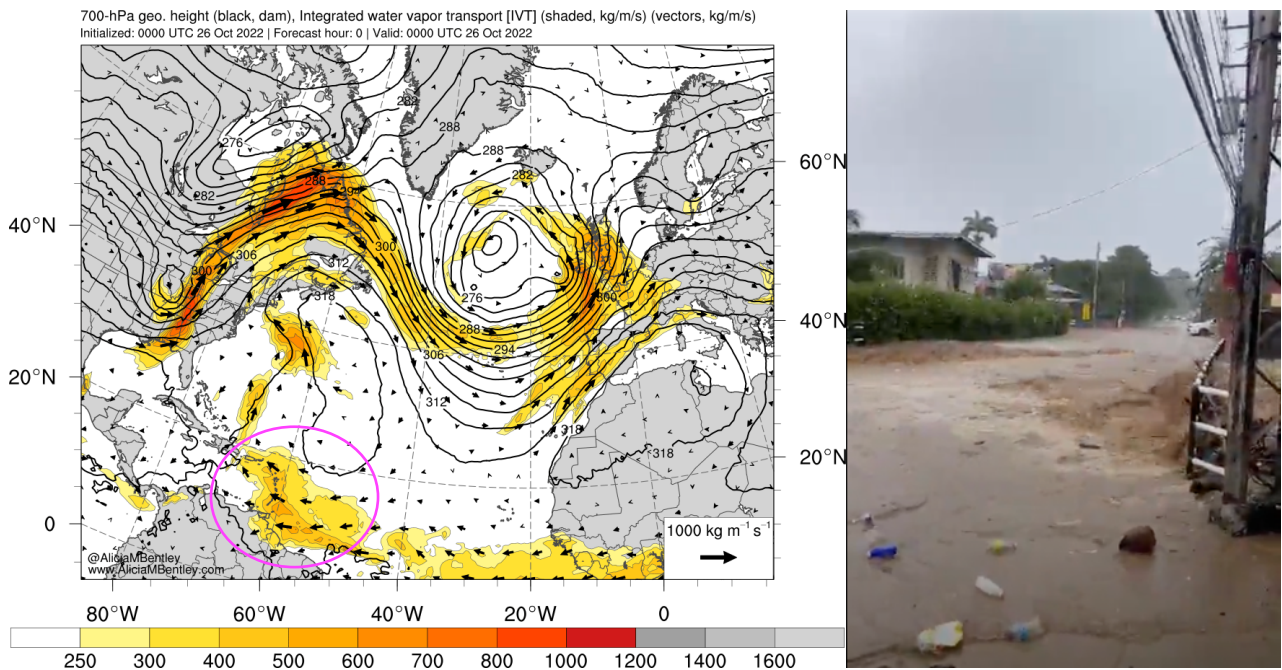 700-hPa geo. height (black, dam), Integrated water vapor transport [IVT] (shaded, kg/m/s) (vectors, kg/m/s)
Initialized: 0000 UTC 26 Oct 2022 | Forecast hour: 0 | Valid: 0000 UTC 26 Oct 2022
282
288
276
288
282
288
294
282
60°N
40°N
300
306
300
312
318
276
300
40°N
288
294
306
20°N
312
318
318
20°N
0
1000 kg m⁻¹ s⁻¹
@AliciaMBentley
www.AliciaMBentley.com
80°W 60°W 40°W 20°W 0
250 300 400 500 600 700 800 1000 1200 1400 1600